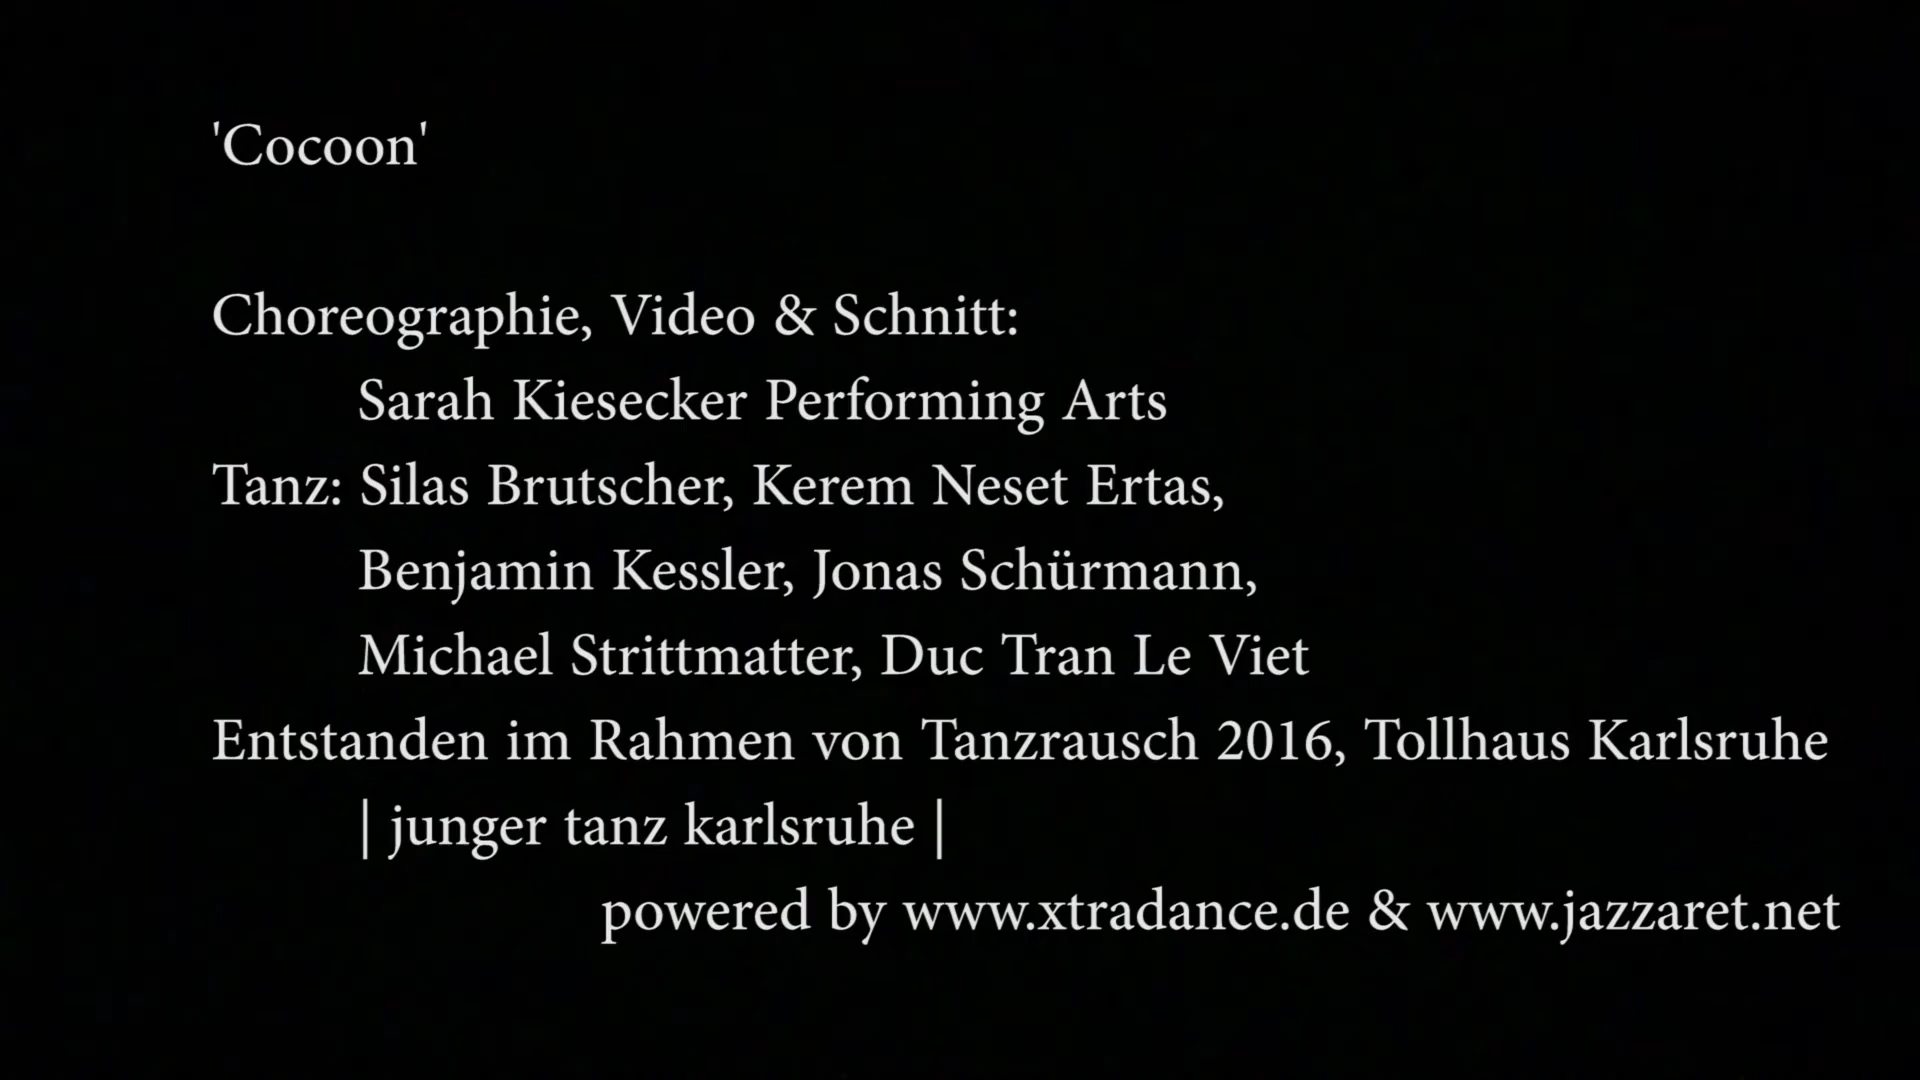 'Cocoon'
Choreographie, Video & Schnitt:
Sarah Kiesecker Performing Arts
Tanz: Silas Brutscher, Kerem Neset Ertas,
Benjamin Kessler, Jonas Schürmann,
Michael Strittmatter, Duc Tran Le Viet
Entstanden im Rahmen von Tanzrausch 2016, Tollhaus Karlsruhe
| junger tanz karlsruhe |
powered by www.xtradance.de & www.jazzaret.net